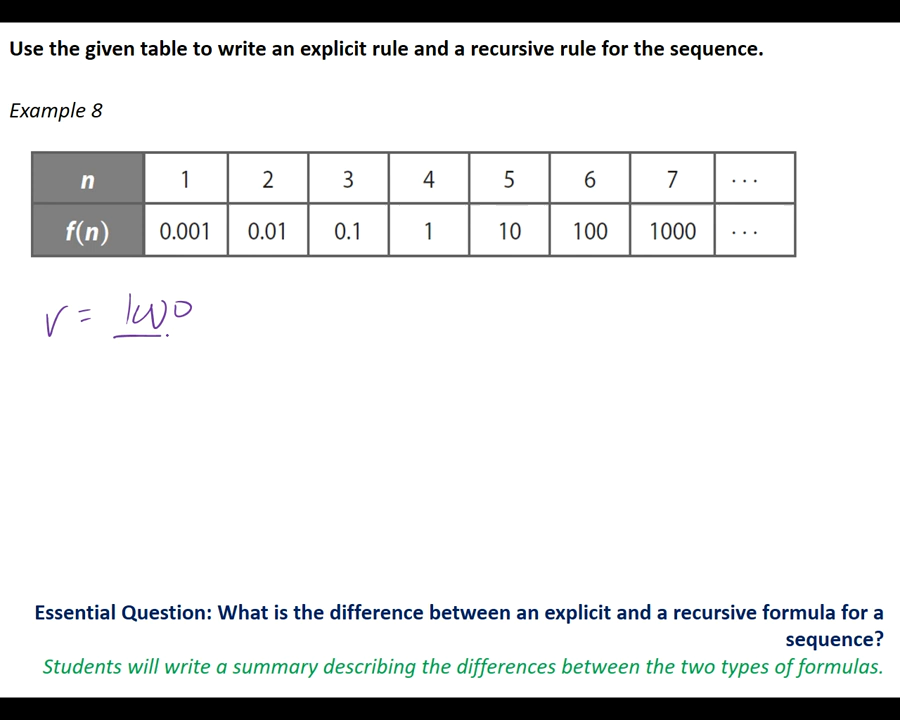 Use the given table to write an explicit rule and a recursive rule for the sequence.
Example 8
n 1 2 3 4 5 6 7 ...
f(n) 0.001 0.01 0.1 1 10 100 1000 ...
r = 1000
Essential Question: What is the difference between an explicit and a recursive formula for a
sequence?
Students will write a summary describing the differences between the two types of formulas.